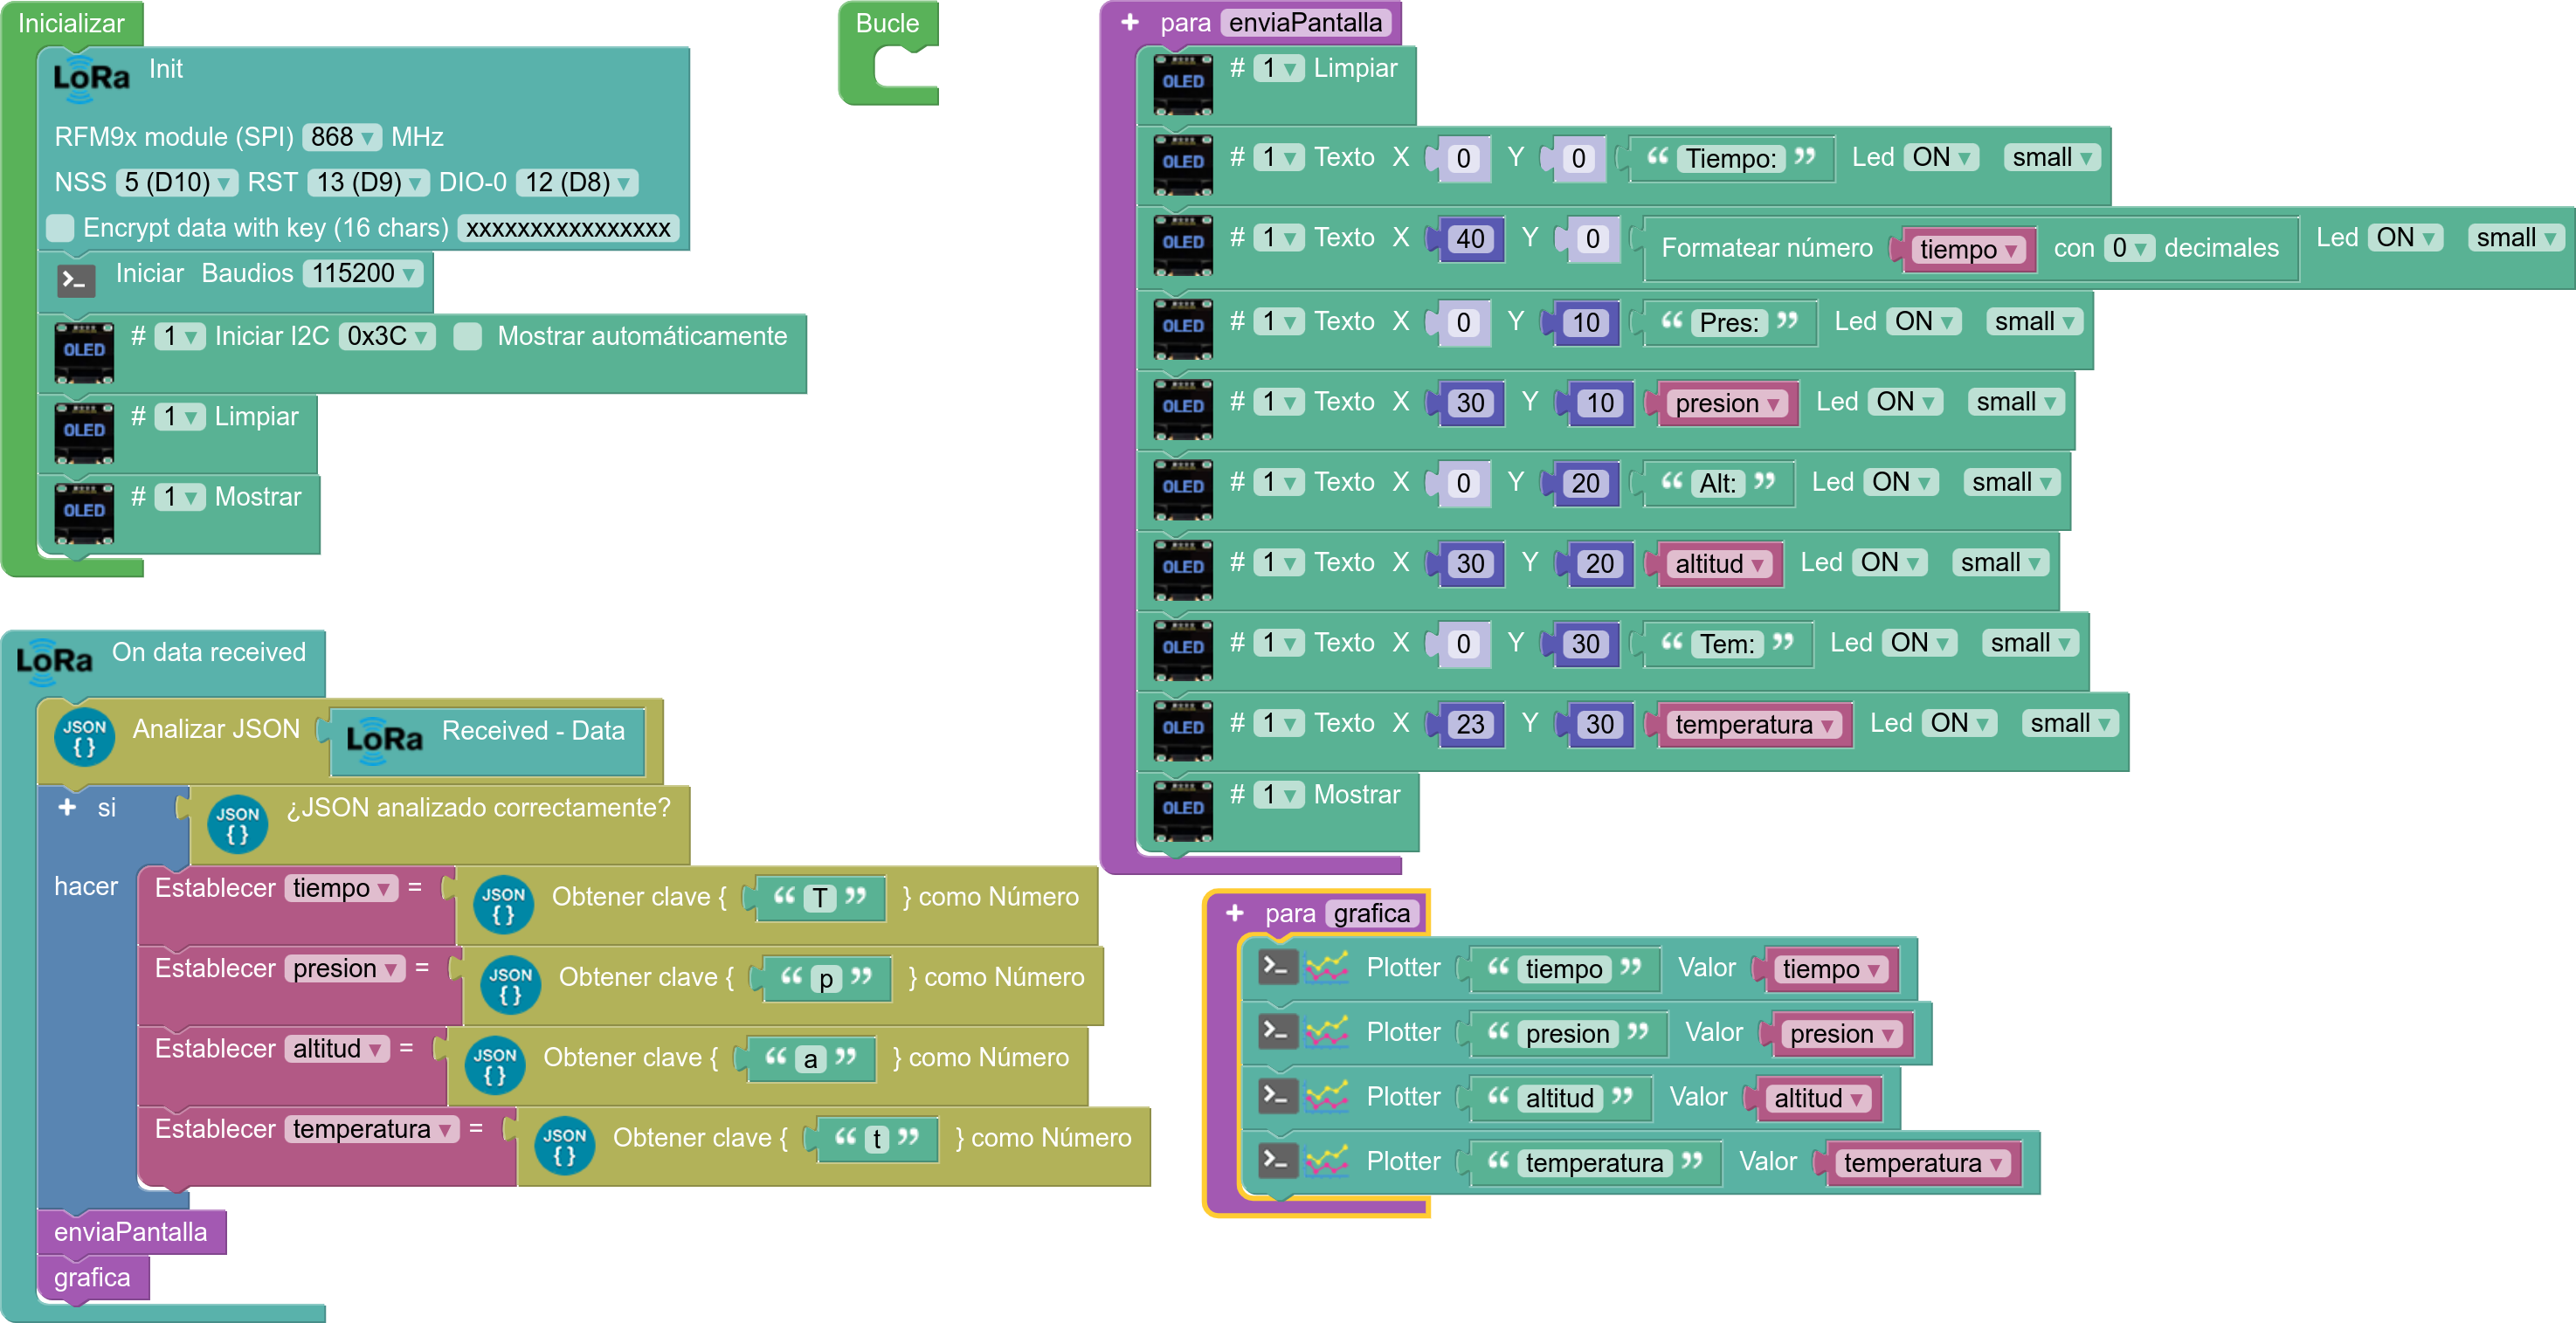 Inicializar
LoRa Init
RFM9x module (SPI) 868 MHz
NSS 5 (D10) RST 13 (D9) DIO-0 12 (D8)
Encrypt data with key (16 chars) xxxxxxxxxxxxxxxx
>_ Iniciar Baudios 115200
OLED # 1 Iniciar I2C 0x3C Mostrar automáticamente
OLED # 1 Limpiar
OLED # 1 Mostrar
Bucle
LoRa On data received
JSON {} Analizar JSON LoRa Received - Data
+ si JSON {} ¿JSON analizado correctamente?
hacer Establecer tiempo = JSON {} Obtener clave { “ T ” } como Número
Establecer presion = JSON {} Obtener clave { “ p ” } como Número
Establecer altitud = JSON {} Obtener clave { “ a ” } como Número
Establecer temperatura = JSON {} Obtener clave { “ t ” } como Número
enviaPantalla
grafica
+ para enviaPantalla
OLED # 1 Limpiar
OLED # 1 Texto X 0 Y 0 “ Tiempo: ” Led ON small
OLED # 1 Texto X 40 Y 0 Formatear número tiempo con 0 decimales Led ON small
OLED # 1 Texto X 0 Y 10 “ Pres: ” Led ON small
OLED # 1 Texto X 30 Y 10 presion Led ON small
OLED # 1 Texto X 0 Y 20 “ Alt: ” Led ON small
OLED # 1 Texto X 30 Y 20 altitud Led ON small
OLED # 1 Texto X 0 Y 30 “ Tem: ” Led ON small
OLED # 1 Texto X 23 Y 30 temperatura Led ON small
OLED # 1 Mostrar
+ para grafica
>_ Plotter “ tiempo ” Valor tiempo
>_ Plotter “ presion ” Valor presion
>_ Plotter “ altitud ” Valor altitud
>_ Plotter “ temperatura ” Valor temperatura